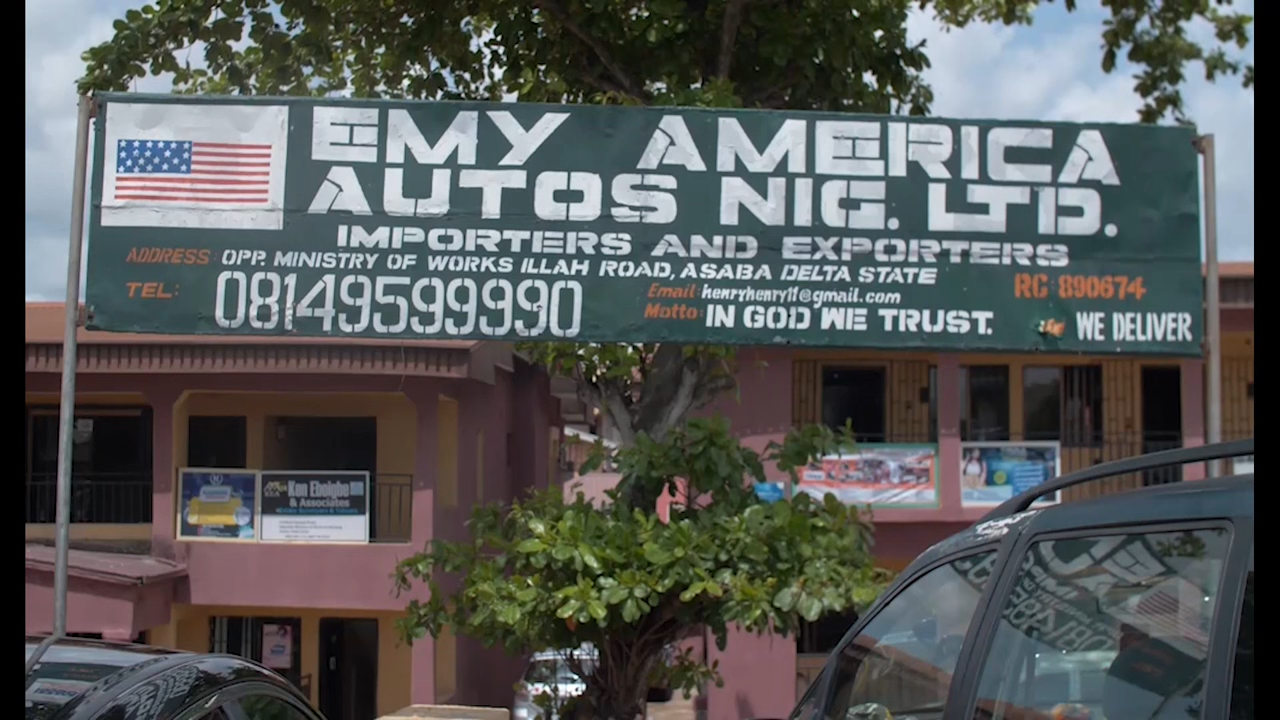 EMY AMERICA
AUTOS NIG. LTD.
IMPORTERS AND EXPORTERS
ADDRESS: OPP. MINISTRY OF WORKS ILLAH ROAD, ASABA DELTA STATE
TEL: 08149599990
Email: henryhenry1f@gmail.com
RC: 890674
Motto: IN GOD WE TRUST.
WE DELIVER
Ken Eboigbe
& Associates